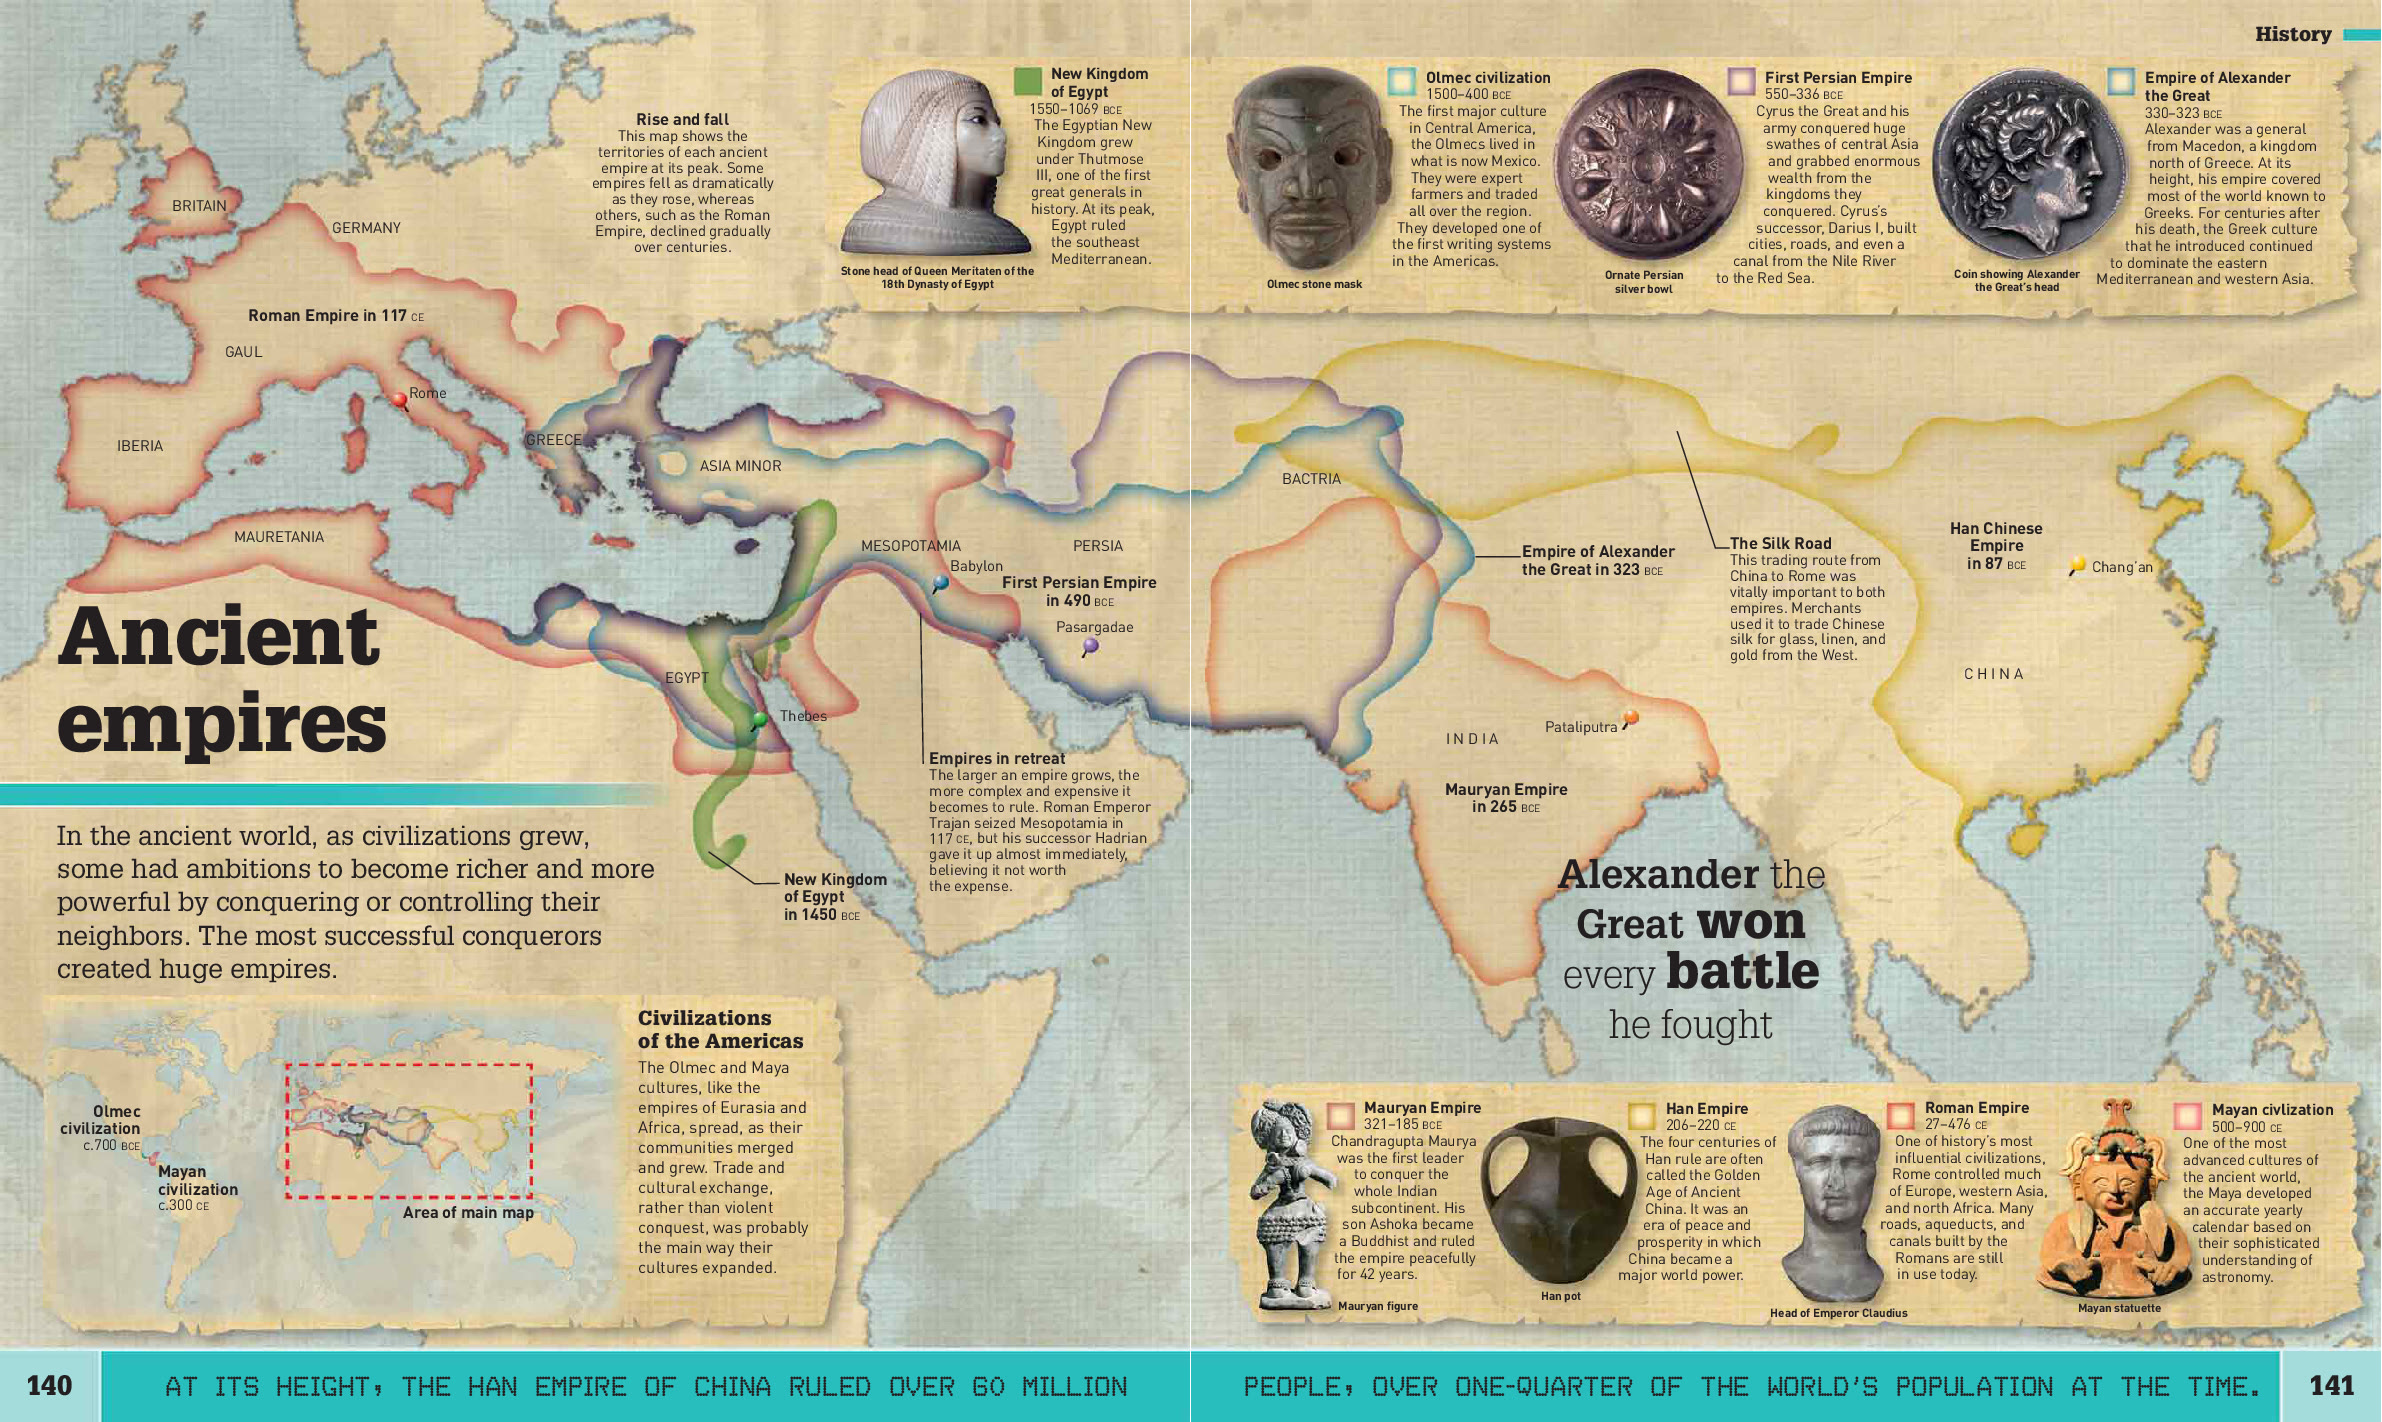 History
Rise and fall
This map shows the
territories of each ancient
empire at its peak. Some
empires fell as dramatically
as they rose, whereas
others, such as the Roman
Empire, declined gradually
over centuries.
New Kingdom
of Egypt
1550–1069 BCE
The Egyptian New
Kingdom grew
under Thutmose
III, one of the first
great generals in
history. At its peak,
Egypt ruled
the southeast
Mediterranean.
Stone head of Queen Meritaten of the
18th Dynasty of Egypt
Olmec civilization
1500–400 BCE
The first major culture
in Central America,
the Olmecs lived in
what is now Mexico.
They were expert
farmers and traded
all over the region.
They developed one of
the first writing systems
in the Americas.
Olmec stone mask
First Persian Empire
550–336 BCE
Cyrus the Great and his
army conquered huge
swathes of central Asia
and grabbed enormous
wealth from the
kingdoms they
conquered. Cyrus's
successor, Darius I, built
cities, roads, and even a
canal from the Nile River
to the Red Sea.
Ornate Persian
silver bowl
Empire of Alexander
the Great
330–323 BCE
Alexander was a general
from Macedon, a kingdom
north of Greece. At its
height, his empire covered
most of the world known to
Greeks. For centuries after
his death, the Greek culture
that he introduced continued
to dominate the eastern
Mediterranean and western Asia.
Coin showing Alexander
the Great's head
BRITAIN
GERMANY
Roman Empire in 117 CE
GAUL
Rome
IBERIA
GREECE
ASIA MINOR
MAURETANIA
MESOPOTAMIA
PERSIA
Babylon
First Persian Empire
in 490 BCE
Pasargadae
EGYPT
Thebes
BACTRIA
Empire of Alexander
the Great in 323 BCE
The Silk Road
This trading route from
China to Rome was
vitally important to both
empires. Merchants
used it to trade Chinese
silk for glass, linen, and
gold from the West.
Han Chinese
Empire
in 87 BCE
Chang'an
CHINA
INDIA
Pataliputra
Mauryan Empire
in 265 BCE
Ancient
empires
In the ancient world, as civilizations grew,
some had ambitions to become richer and more
powerful by conquering or controlling their
neighbors. The most successful conquerors
created huge empires.
Empires in retreat
The larger an empire grows, the
more complex and expensive it
becomes to rule. Roman Emperor
Trajan seized Mesopotamia in
117 CE, but his successor Hadrian
gave it up almost immediately,
believing it not worth
the expense.
New Kingdom
of Egypt
in 1450 BCE
Alexander the
Great won
every battle
he fought
Olmec
civilization
c.700 BCE
Mayan
civilization
c.300 CE
Area of main map
Civilizations
of the Americas
The Olmec and Maya
cultures, like the
empires of Eurasia and
Africa, spread, as their
communities merged
and grew. Trade and
cultural exchange,
rather than violent
conquest, was probably
the main way their
cultures expanded.
Mauryan Empire
321–185 BCE
Chandragupta Maurya
was the first leader
to conquer the
whole Indian
subcontinent. His
son Ashoka became
a Buddhist and ruled
the empire peacefully
for 42 years.
Mauryan figure
Han Empire
206–220 CE
The four centuries of
Han rule are often
called the Golden
Age of Ancient
China. It was an
era of peace and
prosperity in which
China became a
major world power.
Han pot
Roman Empire
27–476 CE
One of history's most
influential civilizations,
Rome controlled much
of Europe, western Asia,
and north Africa. Many
roads, aqueducts, and
canals built by the
Romans are still
in use today.
Head of Emperor Claudius
Mayan civlization
500–900 CE
One of the most
advanced cultures of
the ancient world,
the Maya developed
an accurate yearly
calendar based on
their sophisticated
understanding of
astronomy.
Mayan statuette
140
AT ITS HEIGHT, THE HAN EMPIRE OF CHINA RULED OVER 60 MILLION
PEOPLE, OVER ONE-QUARTER OF THE WORLD'S POPULATION AT THE TIME.
141